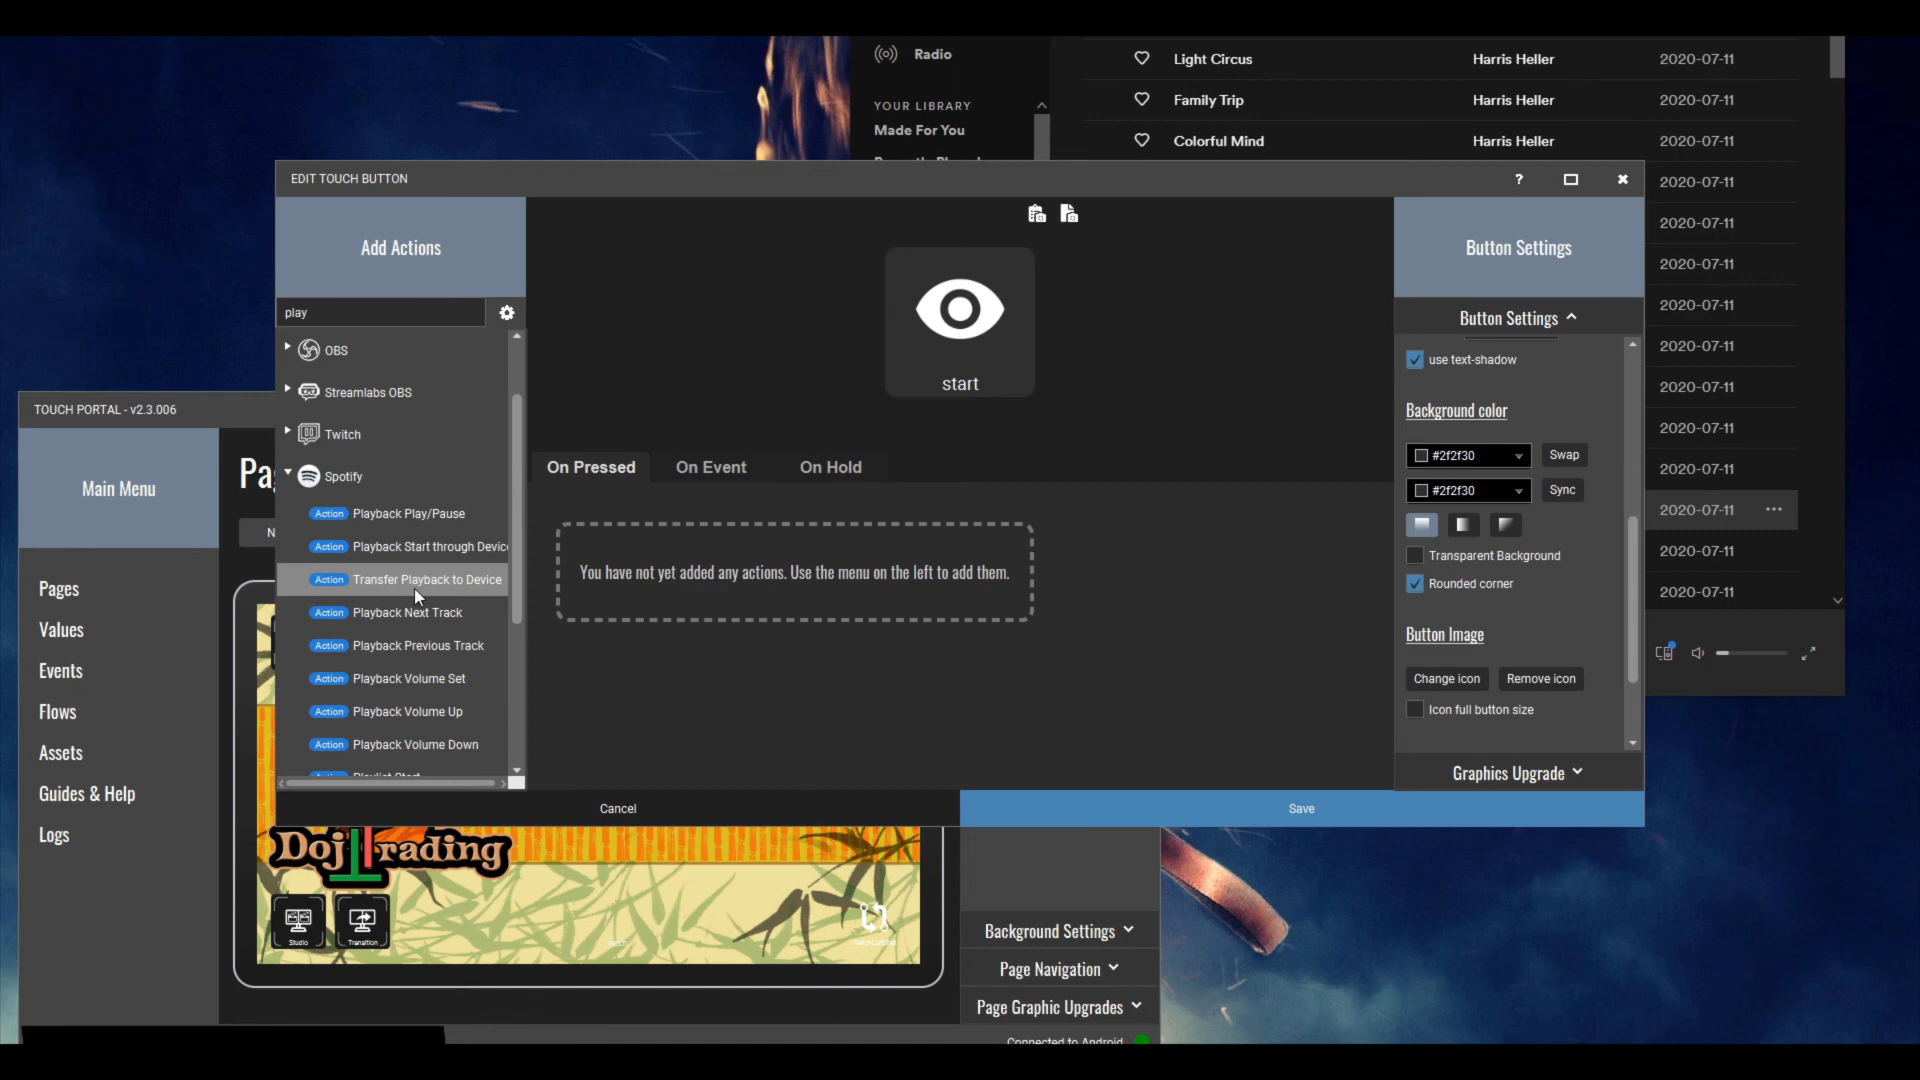 Radio
YOUR LIBRARY
Made For You
Light Circus Harris Heller 2020-07-11
Family Trip Harris Heller 2020-07-11
Colorful Mind Harris Heller 2020-07-11
2020-07-11
2020-07-11
2020-07-11
2020-07-11
2020-07-11
2020-07-11
2020-07-11
2020-07-11
2020-07-11
2020-07-11
2020-07-11
EDIT TOUCH BUTTON
?
Add Actions
play
OBS
Streamlabs OBS
Twitch
Spotify
Action Playback Play/Pause
Action Playback Start through Device
Action Transfer Playback to Device
Action Playback Next Track
Action Playback Previous Track
Action Playback Volume Set
Action Playback Volume Up
Action Playback Volume Down
start
On Pressed On Event On Hold
You have not yet added any actions. Use the menu on the left to add them.
Button Settings
Button Settings
use text-shadow
Background color
#2f2f30 Swap
#2f2f30 Sync
Transparent Background
Rounded corner
Button Image
Change icon Remove icon
Icon full button size
Graphics Upgrade
Cancel Save
TOUCH PORTAL - v2.3.006
Main Menu
Pages
Values
Events
Flows
Assets
Guides & Help
Logs
Doji Trading
Studio
Transition
Background Settings
Page Navigation
Page Graphic Upgrades
Connected to Android